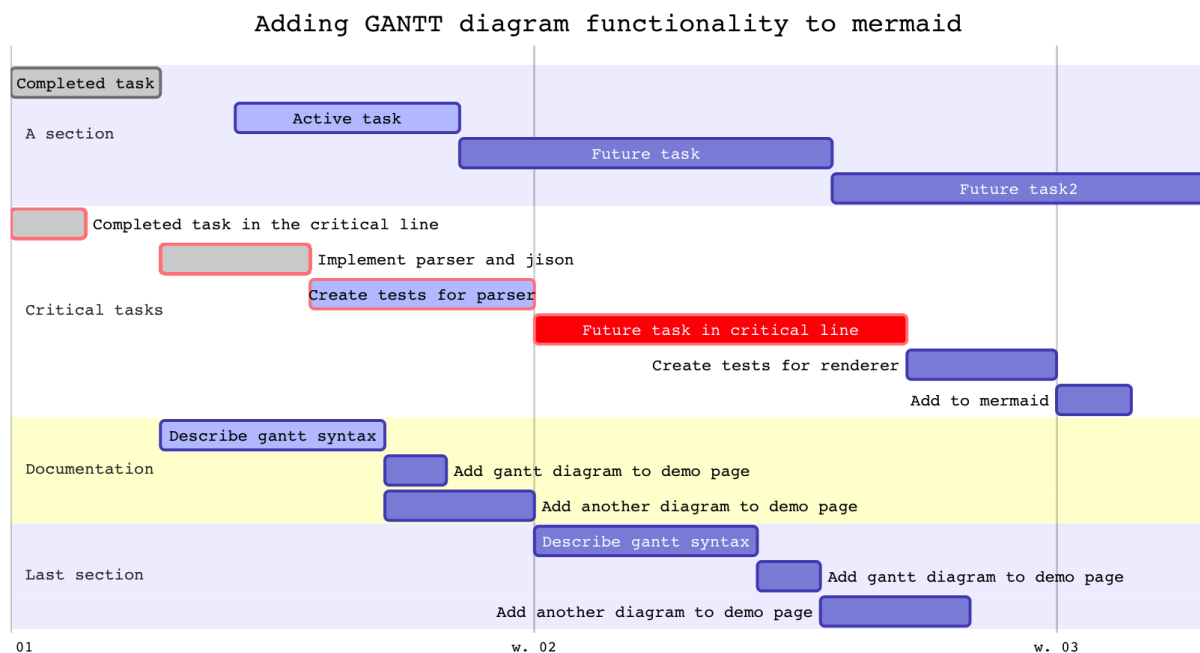 Adding GANTT diagram functionality to mermaid
Completed task
Active task
A section
Future task
Future task2
Completed task in the critical line
Implement parser and jison
Create tests for parser
Critical tasks
Future task in critical line
Create tests for renderer
Add to mermaid
Describe gantt syntax
Documentation
Add gantt diagram to demo page
Add another diagram to demo page
Describe gantt syntax
Last section
Add gantt diagram to demo page
Add another diagram to demo page
01 w. 02 w. 03